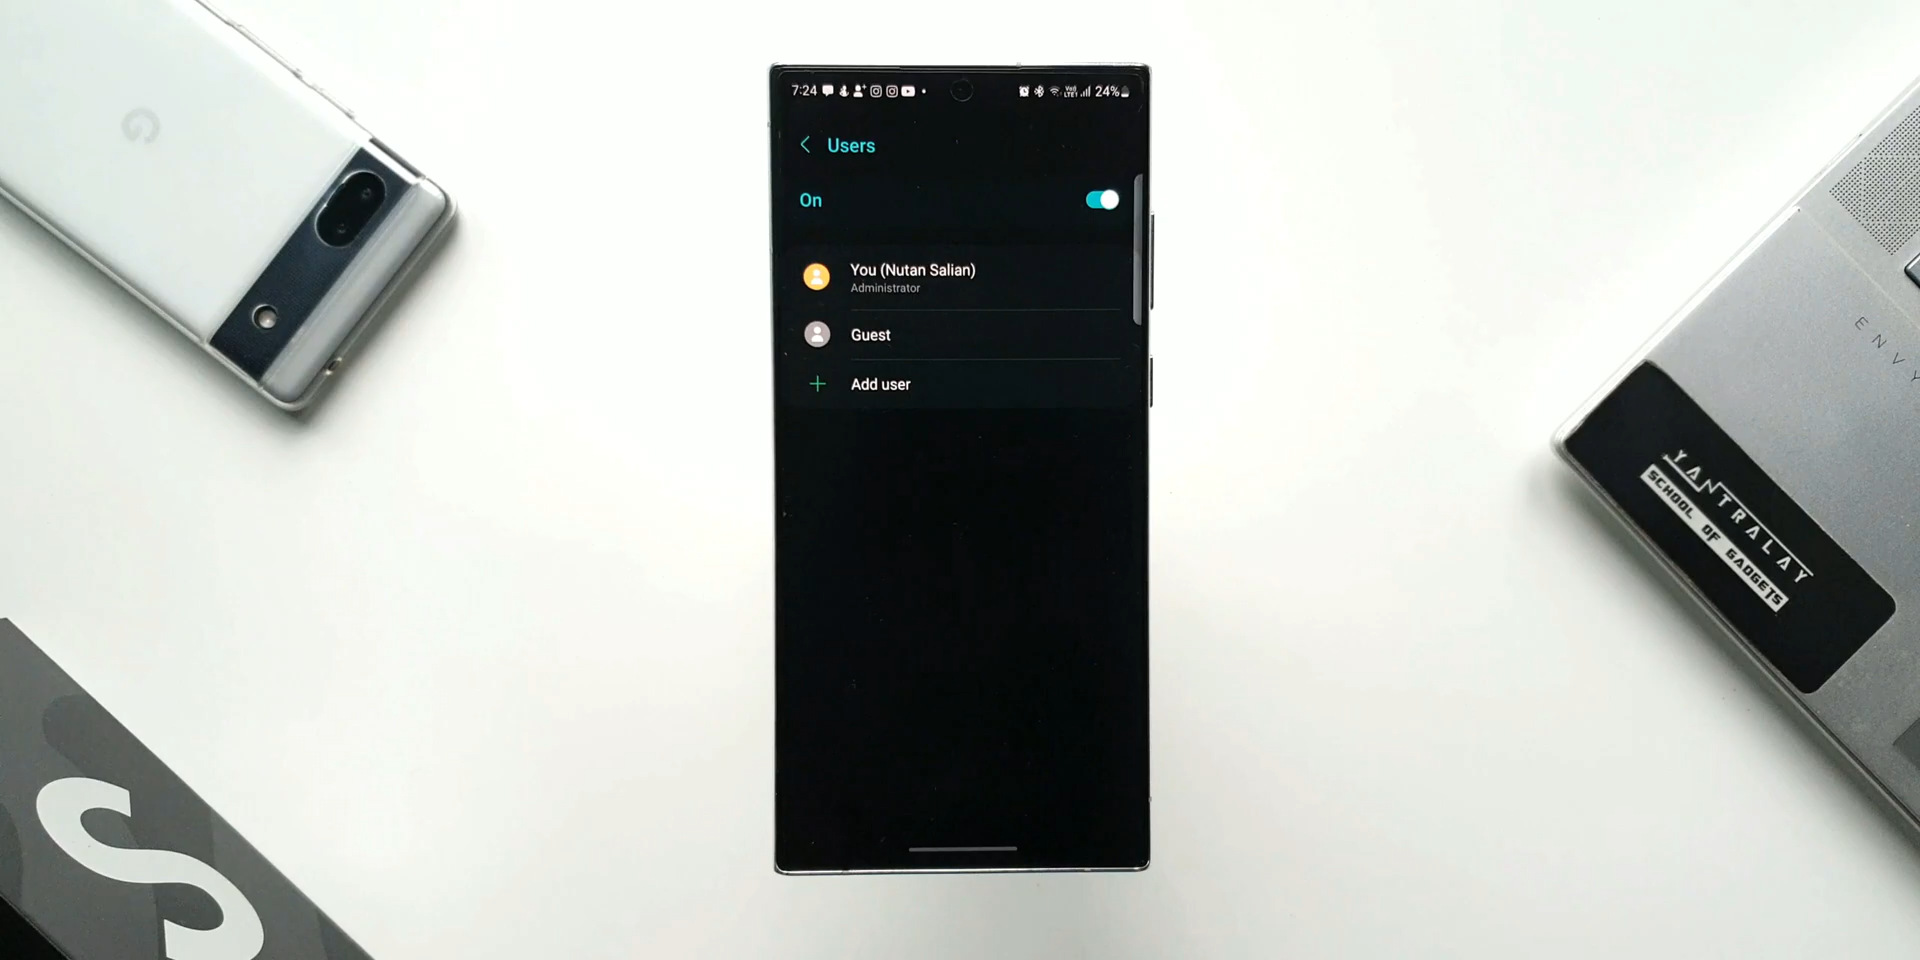 7:24
24%
Users
On
You (Nutan Salian)
Administrator
Guest
Add user
G
ENVY
YANTRALAY
SCHOOL OF GADGETS
S